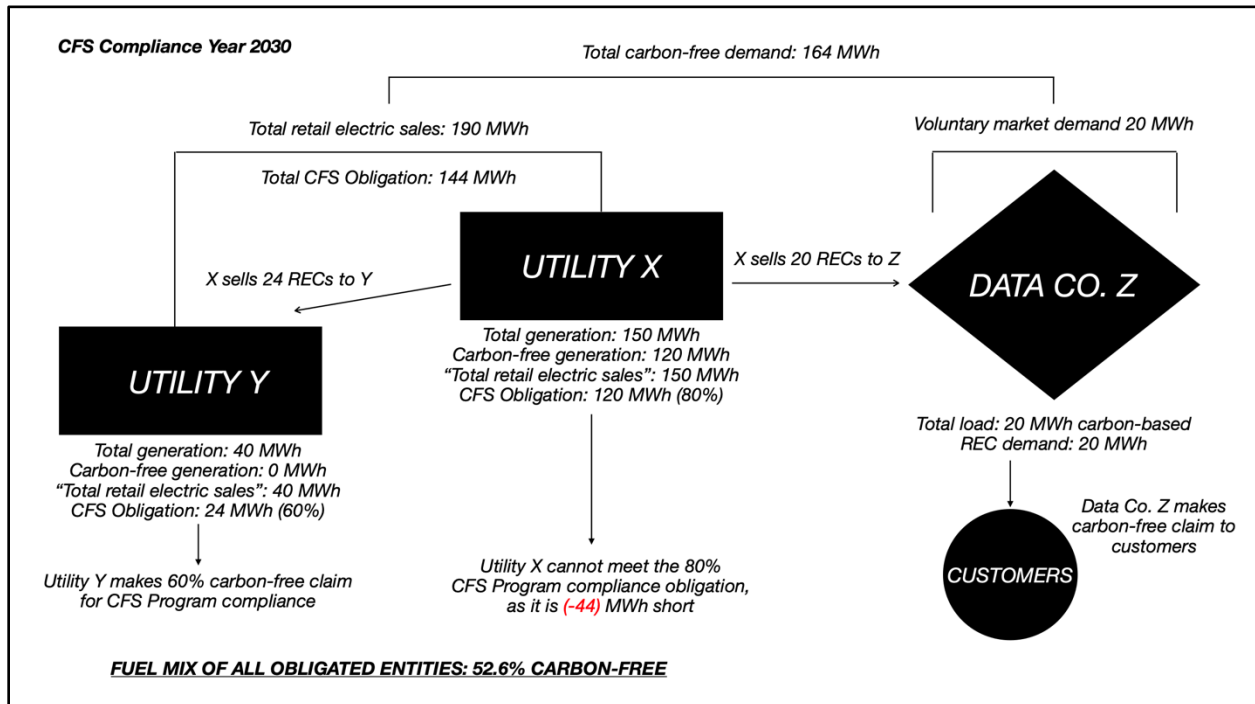 CFS Compliance Year 2030
Total carbon-free demand: 164 MWh
Total retail electric sales: 190 MWh
Voluntary market demand 20 MWh
Total CFS Obligation: 144 MWh
X sells 24 RECs to Y
UTILITY X
X sells 20 RECs to Z
DATA CO. Z
UTILITY Y
Total generation: 150 MWh
Carbon-free generation: 120 MWh
“Total retail electric sales”: 150 MWh
CFS Obligation: 120 MWh (80%)
Total generation: 40 MWh
Carbon-free generation: 0 MWh
“Total retail electric sales”: 40 MWh
CFS Obligation: 24 MWh (60%)
Total load: 20 MWh carbon-based
REC demand: 20 MWh
Utility Y makes 60% carbon-free claim
for CFS Program compliance
Utility X cannot meet the 80%
CFS Program compliance obligation,
as it is (-44) MWh short
Data Co. Z makes
carbon-free claim to
customers
CUSTOMERS
FUEL MIX OF ALL OBLIGATED ENTITIES: 52.6% CARBON-FREE